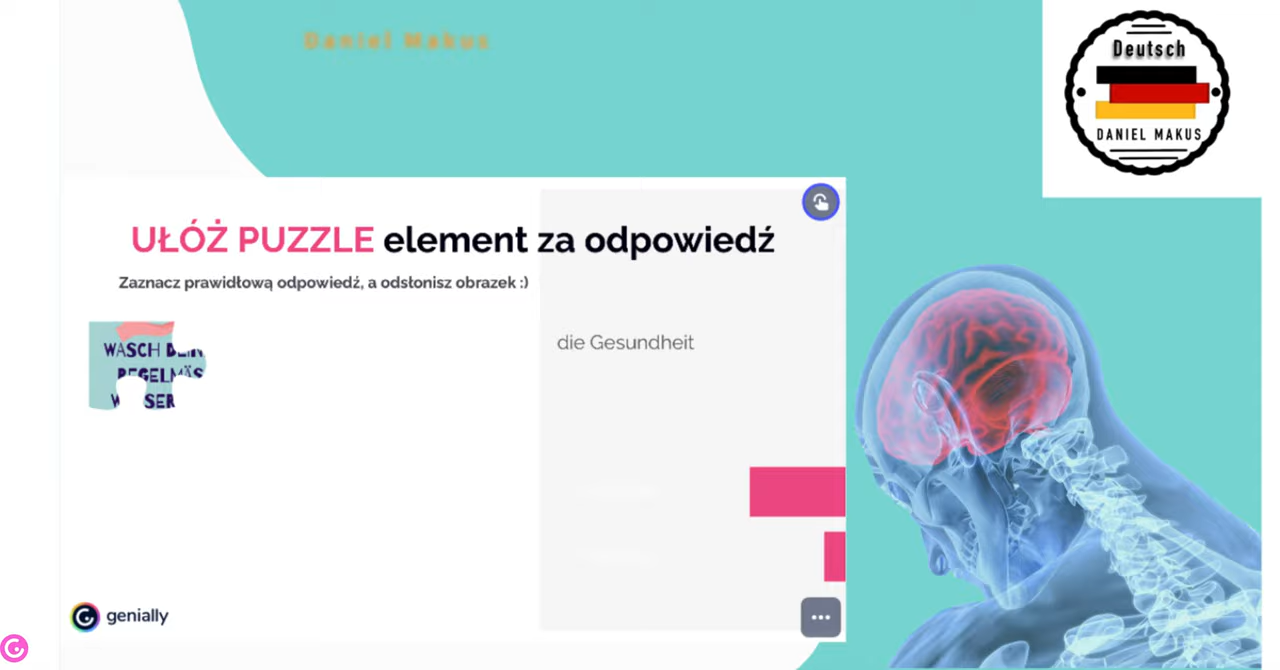 Daniel Makus
Deutsch
DANIEL MAKUS
UŁÓŻ PUZZLE element za odpowiedź
Zaznacz prawidłową odpowiedź, a odsłonisz obrazek :)
WASCH
die Gesundheit
genially